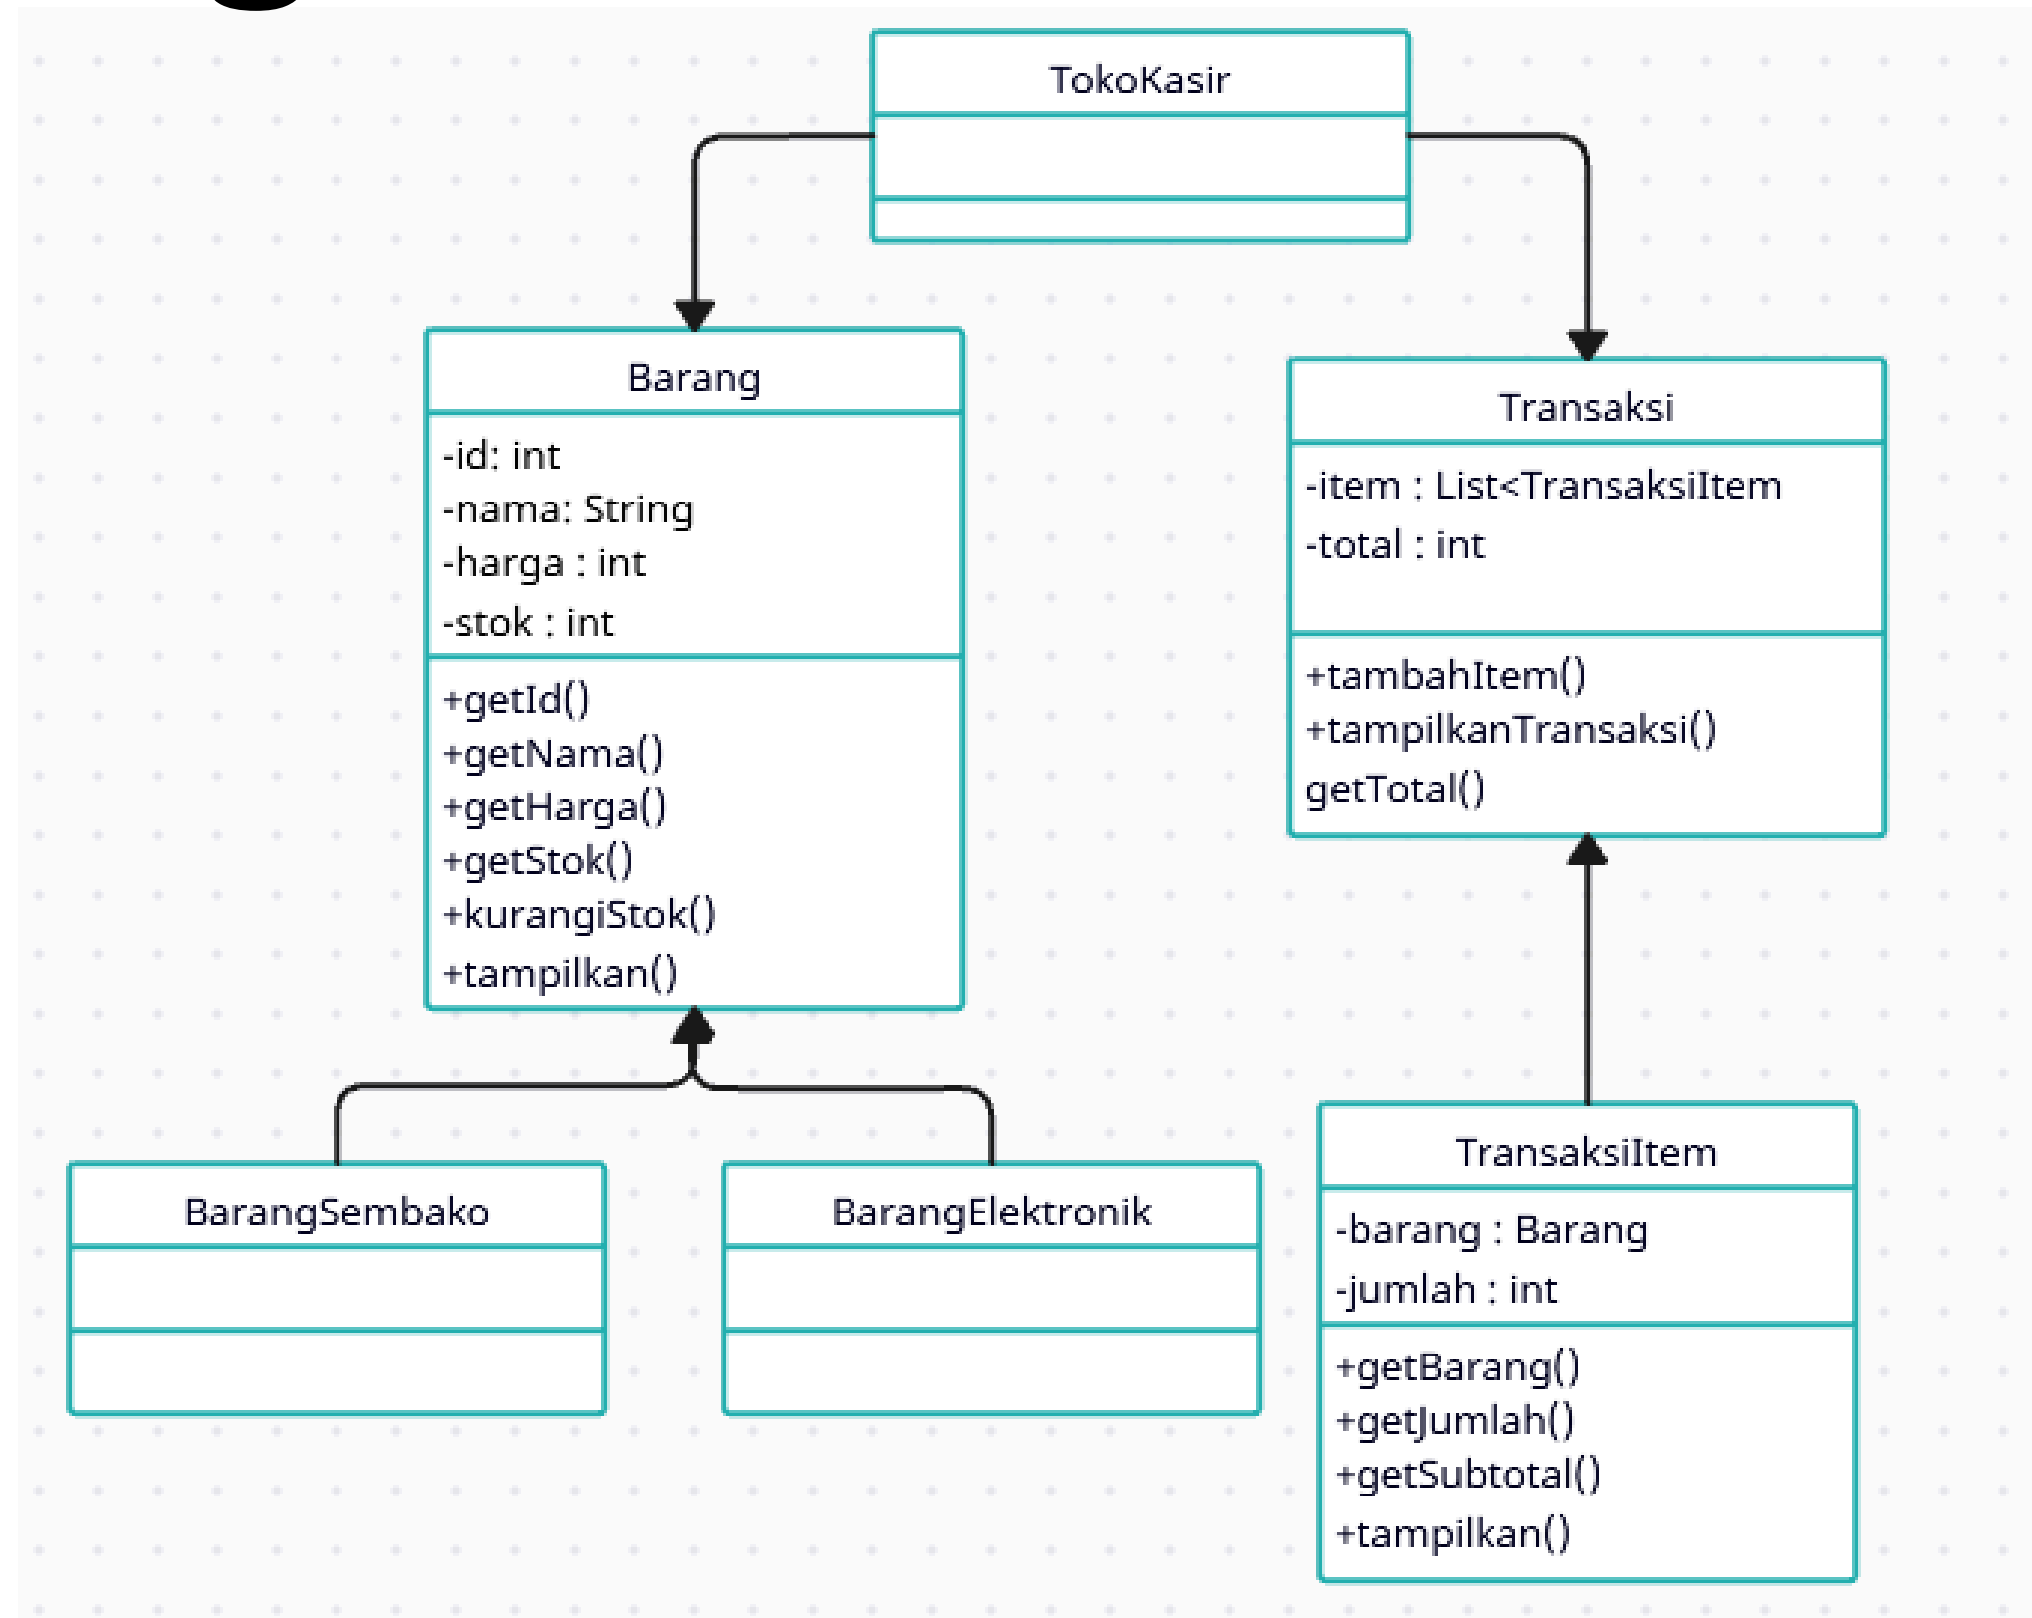 TokoKasir
Barang
-id: int
-nama: String
-harga : int
-stok : int
+getId()
+getNama()
+getHarga()
+getStok()
+kurangiStok()
+tampilkan()
Transaksi
-item : List<TransaksiItem
-total : int
+tambahItem()
+tampilkanTransaksi()
getTotal()
BarangSembako
BarangElektronik
TransaksiItem
-barang : Barang
-jumlah : int
+getBarang()
+getJumlah()
+getSubtotal()
+tampilkan()